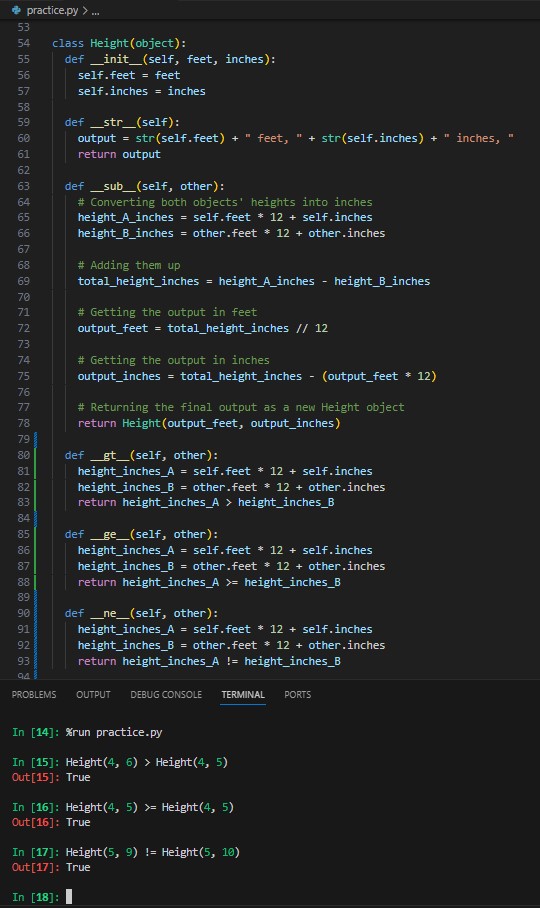 practice.py > ...
53
54 class Height(object):
55   def __init__(self, feet, inches):
56     self.feet = feet
57     self.inches = inches
58
59   def __str__(self):
60     output = str(self.feet) + " feet, " + str(self.inches) + " inches, "
61     return output
62
63   def __sub__(self, other):
64     # Converting both objects' heights into inches
65     height_A_inches = self.feet * 12 + self.inches
66     height_B_inches = other.feet * 12 + other.inches
67
68     # Adding them up
69     total_height_inches = height_A_inches - height_B_inches
70
71     # Getting the output in feet
72     output_feet = total_height_inches // 12
73
74     # Getting the output in inches
75     output_inches = total_height_inches - (output_feet * 12)
76
77     # Returning the final output as a new Height object
78     return Height(output_feet, output_inches)
79
80   def __gt__(self, other):
81     height_inches_A = self.feet * 12 + self.inches
82     height_inches_B = other.feet * 12 + other.inches
83     return height_inches_A > height_inches_B
84
85   def __ge__(self, other):
86     height_inches_A = self.feet * 12 + self.inches
87     height_inches_B = other.feet * 12 + other.inches
88     return height_inches_A >= height_inches_B
89
90   def __ne__(self, other):
91     height_inches_A = self.feet * 12 + self.inches
92     height_inches_B = other.feet * 12 + other.inches
93     return height_inches_A != height_inches_B
94
PROBLEMS OUTPUT DEBUG CONSOLE TERMINAL PORTS
In [14]: %run practice.py
In [15]: Height(4, 6) > Height(4, 5)
Out[15]: True
In [16]: Height(4, 5) >= Height(4, 5)
Out[16]: True
In [17]: Height(5, 9) != Height(5, 10)
Out[17]: True
In [18]: